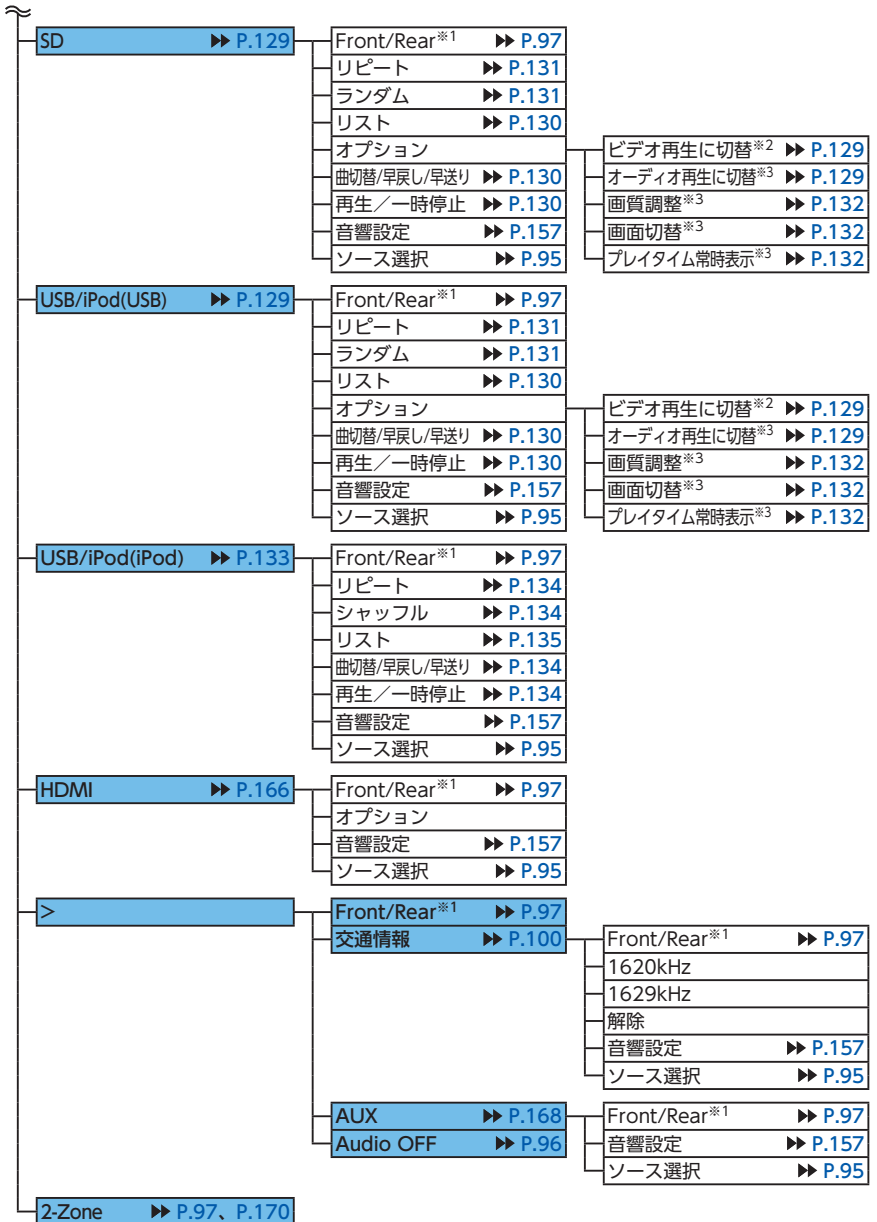 SD ▶▶ P.129
Front/Rear※1 ▶▶ P.97
リピート ▶▶ P.131
ランダム ▶▶ P.131
リスト ▶▶ P.130
オプション
ビデオ再生に切替※2 ▶▶ P.129
オーディオ再生に切替※3 ▶▶ P.129
画質調整※3 ▶▶ P.132
画面切替※3 ▶▶ P.132
プレイタイム常時表示※3 ▶▶ P.132
曲切替/早戻し/早送り ▶▶ P.130
再生／一時停止 ▶▶ P.130
音響設定 ▶▶ P.157
ソース選択 ▶▶ P.95
USB/iPod(USB) ▶▶ P.129
Front/Rear※1 ▶▶ P.97
リピート ▶▶ P.131
ランダム ▶▶ P.131
リスト ▶▶ P.130
オプション
ビデオ再生に切替※2 ▶▶ P.129
オーディオ再生に切替※3 ▶▶ P.129
画質調整※3 ▶▶ P.132
画面切替※3 ▶▶ P.132
プレイタイム常時表示※3 ▶▶ P.132
曲切替/早戻し/早送り ▶▶ P.130
再生／一時停止 ▶▶ P.130
音響設定 ▶▶ P.157
ソース選択 ▶▶ P.95
USB/iPod(iPod) ▶▶ P.133
Front/Rear※1 ▶▶ P.97
リピート ▶▶ P.134
シャッフル ▶▶ P.134
リスト ▶▶ P.135
曲切替/早戻し/早送り ▶▶ P.134
再生／一時停止 ▶▶ P.134
音響設定 ▶▶ P.157
ソース選択 ▶▶ P.95
HDMI ▶▶ P.166
Front/Rear※1 ▶▶ P.97
オプション
音響設定 ▶▶ P.157
ソース選択 ▶▶ P.95
>
Front/Rear※1 ▶▶ P.97
交通情報 ▶▶ P.100
Front/Rear※1 ▶▶ P.97
1620kHz
1629kHz
解除
音響設定 ▶▶ P.157
ソース選択 ▶▶ P.95
AUX ▶▶ P.168
Front/Rear※1 ▶▶ P.97
音響設定 ▶▶ P.157
ソース選択 ▶▶ P.95
Audio OFF ▶▶ P.96
2-Zone ▶▶ P.97、P.170